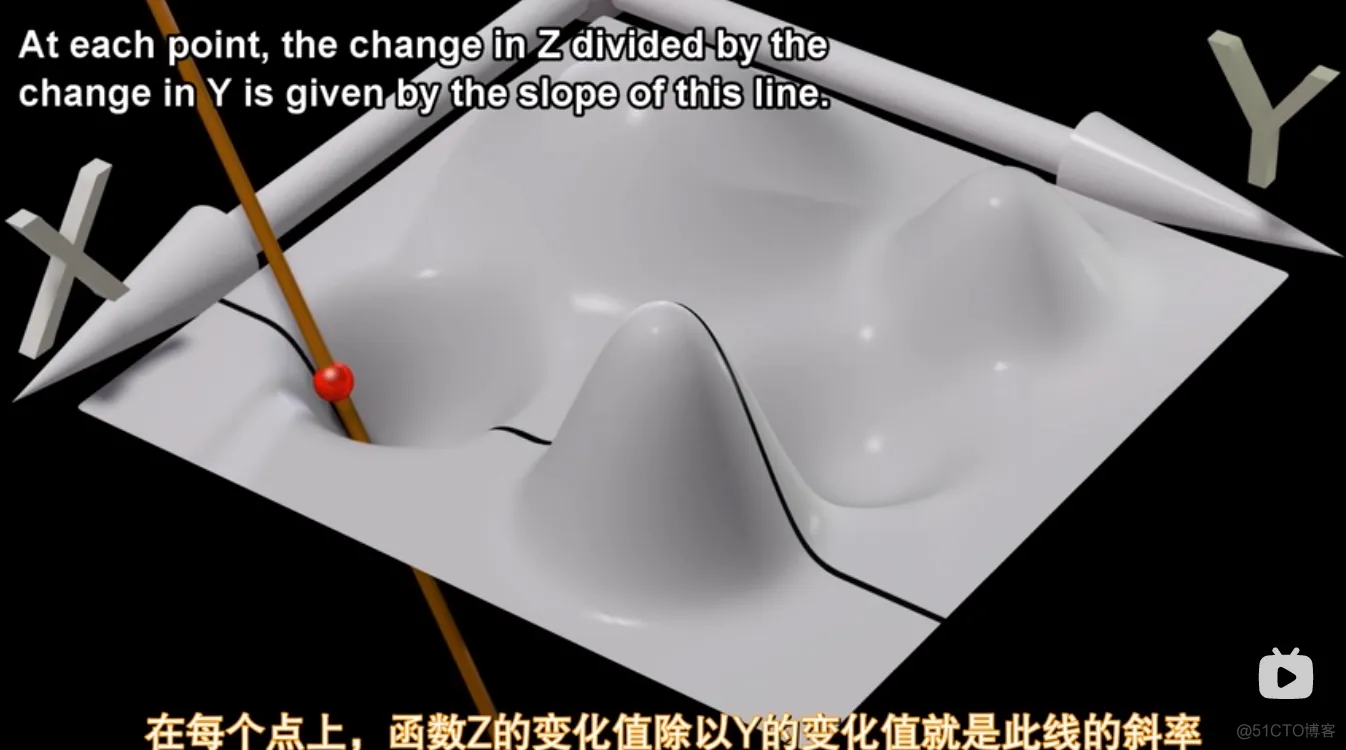 At each point, the change in Z divided by the
change in Y is given by the slope of this line.
X
Y
在每个点上，函数Z的变化值除以Y的变化值就是此线的斜率
@51CTO博客